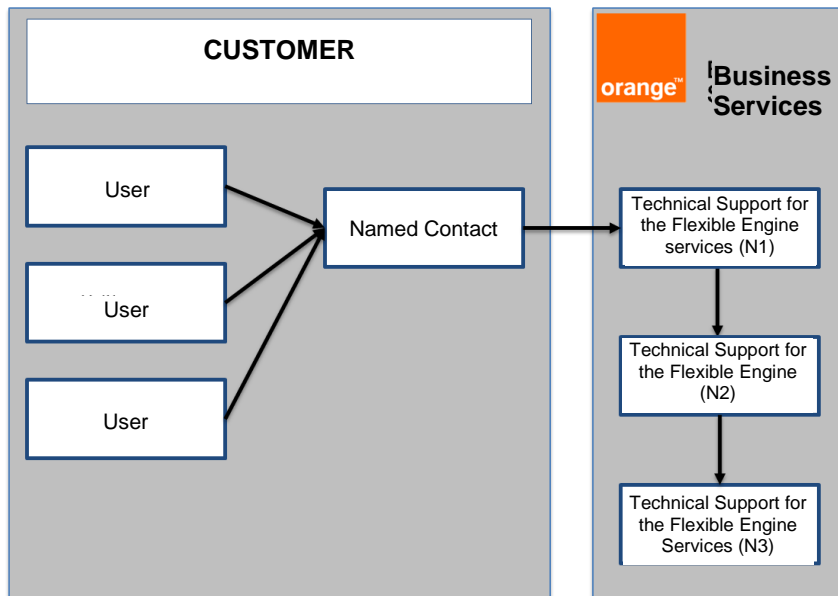 CUSTOMER
orange™
Business
Services
User
User
User
Named Contact
Technical Support for
the Flexible Engine
services (N1)
Technical Support for
the Flexible Engine
(N2)
Technical Support for
the Flexible Engine
Services (N3)